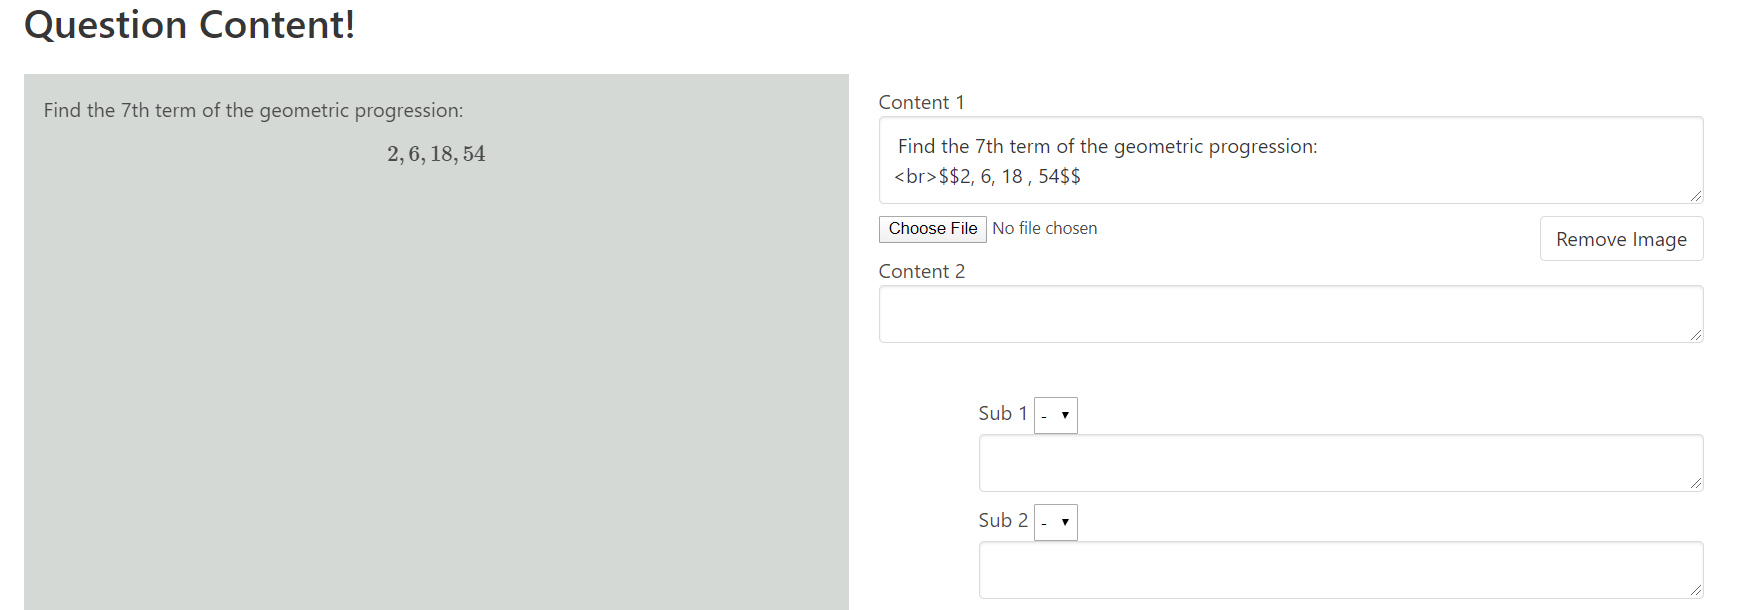 Question Content!
Find the 7th term of the geometric progression:
2, 6, 18, 54
Content 1
Find the 7th term of the geometric progression:
<br>$$2, 6, 18 , 54$$
Choose File No file chosen
Remove Image
Content 2
Sub 1 -
Sub 2 -